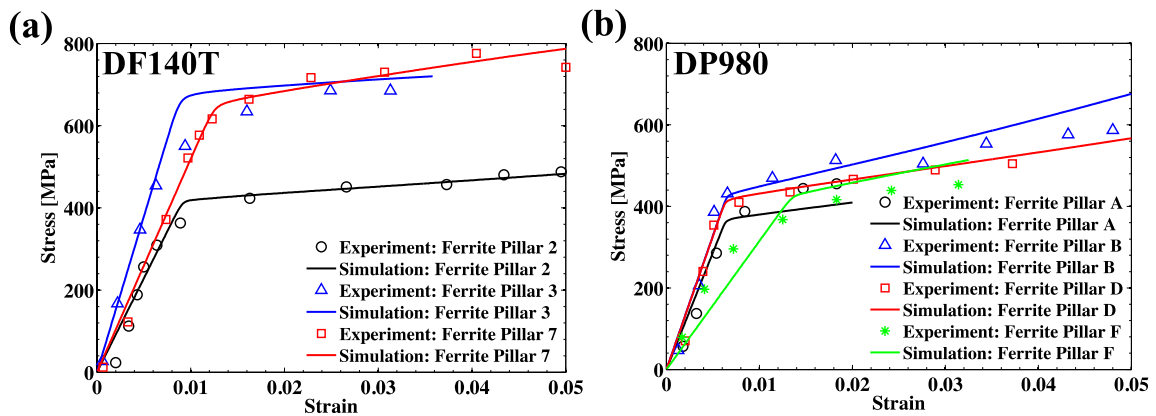 (a)
DF140T
800
600
400
200
0
Stress [MPa]
0
0.01
0.02
0.03
0.04
0.05
Strain
Experiment: Ferrite Pillar 2
Simulation: Ferrite Pillar 2
Experiment: Ferrite Pillar 3
Simulation: Ferrite Pillar 3
Experiment: Ferrite Pillar 7
Simulation: Ferrite Pillar 7
(b)
DP980
800
600
400
200
0
Stress [MPa]
0
0.01
0.02
0.03
0.04
0.05
Strain
Experiment: Ferrite Pillar A
Simulation: Ferrite Pillar A
Experiment: Ferrite Pillar B
Simulation: Ferrite Pillar B
Experiment: Ferrite Pillar D
Simulation: Ferrite Pillar D
Experiment: Ferrite Pillar F
Simulation: Ferrite Pillar F